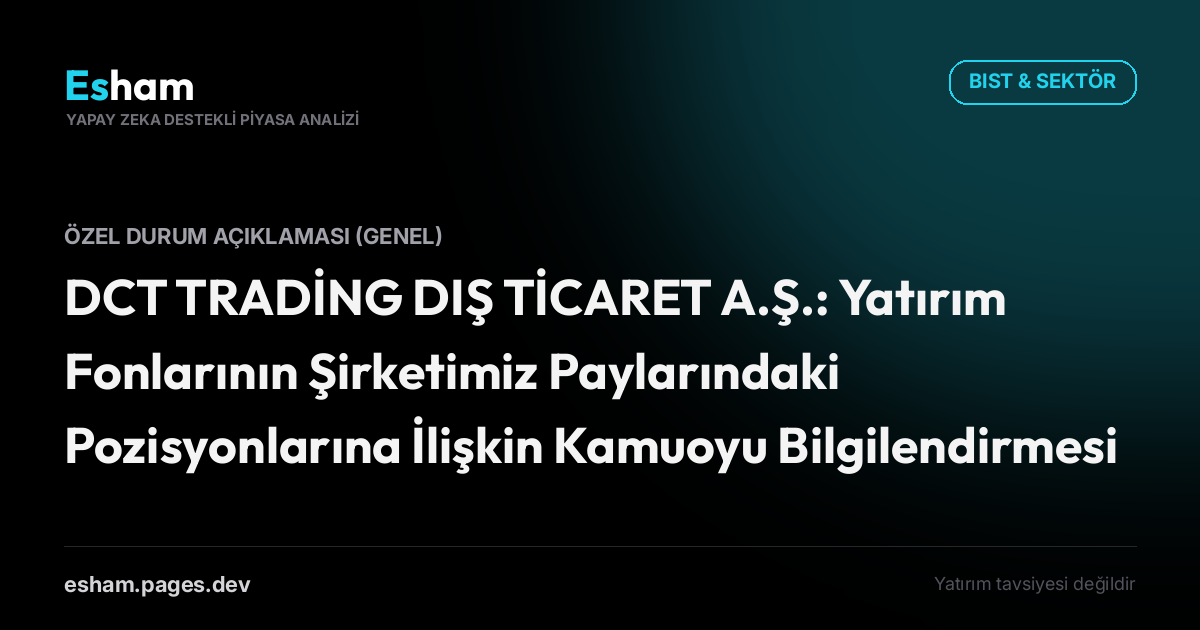 Esham
YAPAY ZEKA DESTEKLİ PİYASA ANALİZİ
BIST & SEKTÖR
ÖZEL DURUM AÇIKLAMASI (GENEL)
DCT TRADİNG DIŞ TİCARET A.Ş.: Yatırım
Fonlarının Şirketimiz Paylarındaki
Pozisyonlarına İlişkin Kamuoyu Bilgilendirmesi
esham.pages.dev
Yatırım tavsiyesi değildir